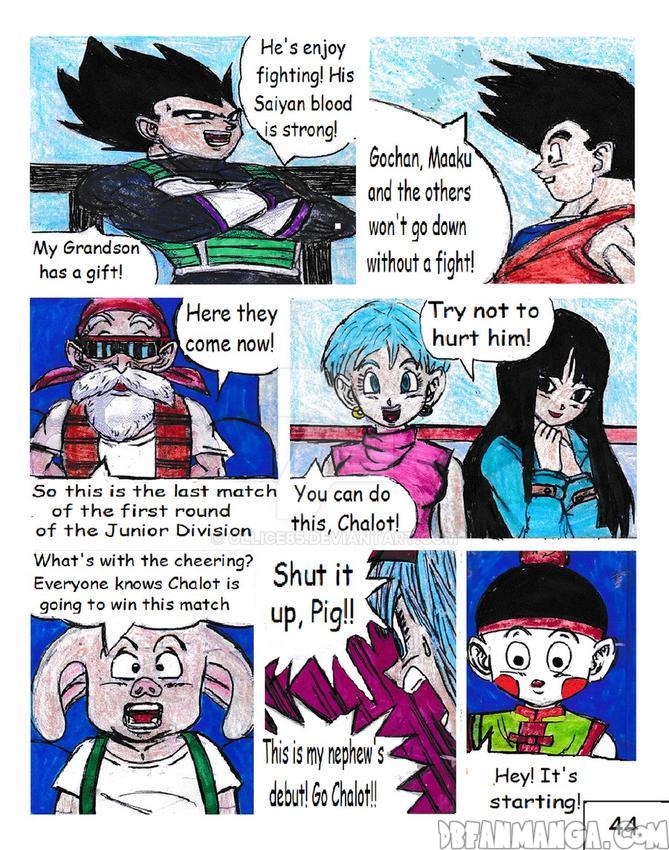 He's enjoy
fighting! His
Saiyan blood
is strong!
My Grandson
has a gift!
Gochan, Maaku
and the others
won't go down
without a fight!
Here they
come now!
So this is the last match
of the first round
of the Junior Division
Try not to
hurt him!
You can do
this, Chalot!
© OLLICE85.DEVIANTART.COM
What's with the cheering?
Everyone knows Chalot is
going to win this match
Shut it
up, Pig!!
This is my nephew's
debut! Go Chalot!!
Hey! It's
starting!
44
DBFANMANGA.COM